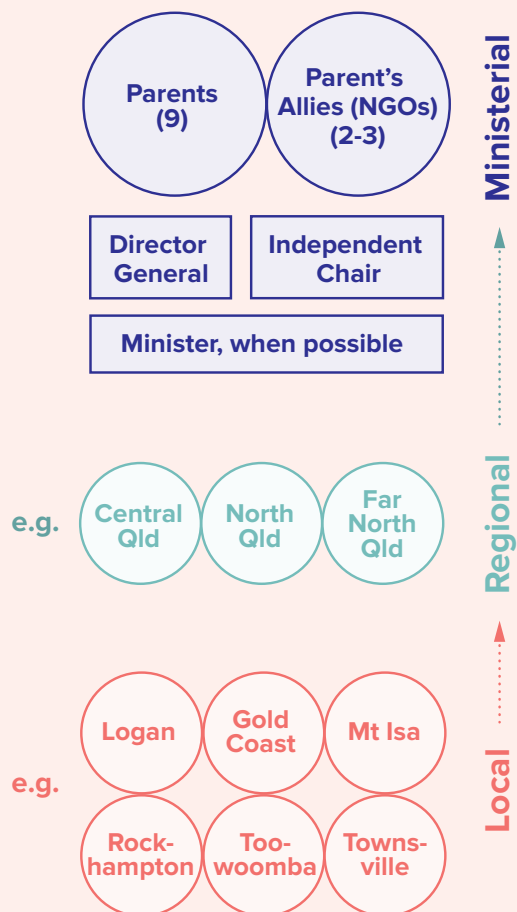 Parents
(9)
Parent's
Allies (NGOs)
(2-3)
Ministerial
Director
General
Independent
Chair
Minister, when possible
e.g.
Central
Qld
North
Qld
Far
North
Qld
Regional
e.g.
Logan
Gold
Coast
Mt Isa
Rock-
hampton
Too-
woomba
Towns-
ville
Local